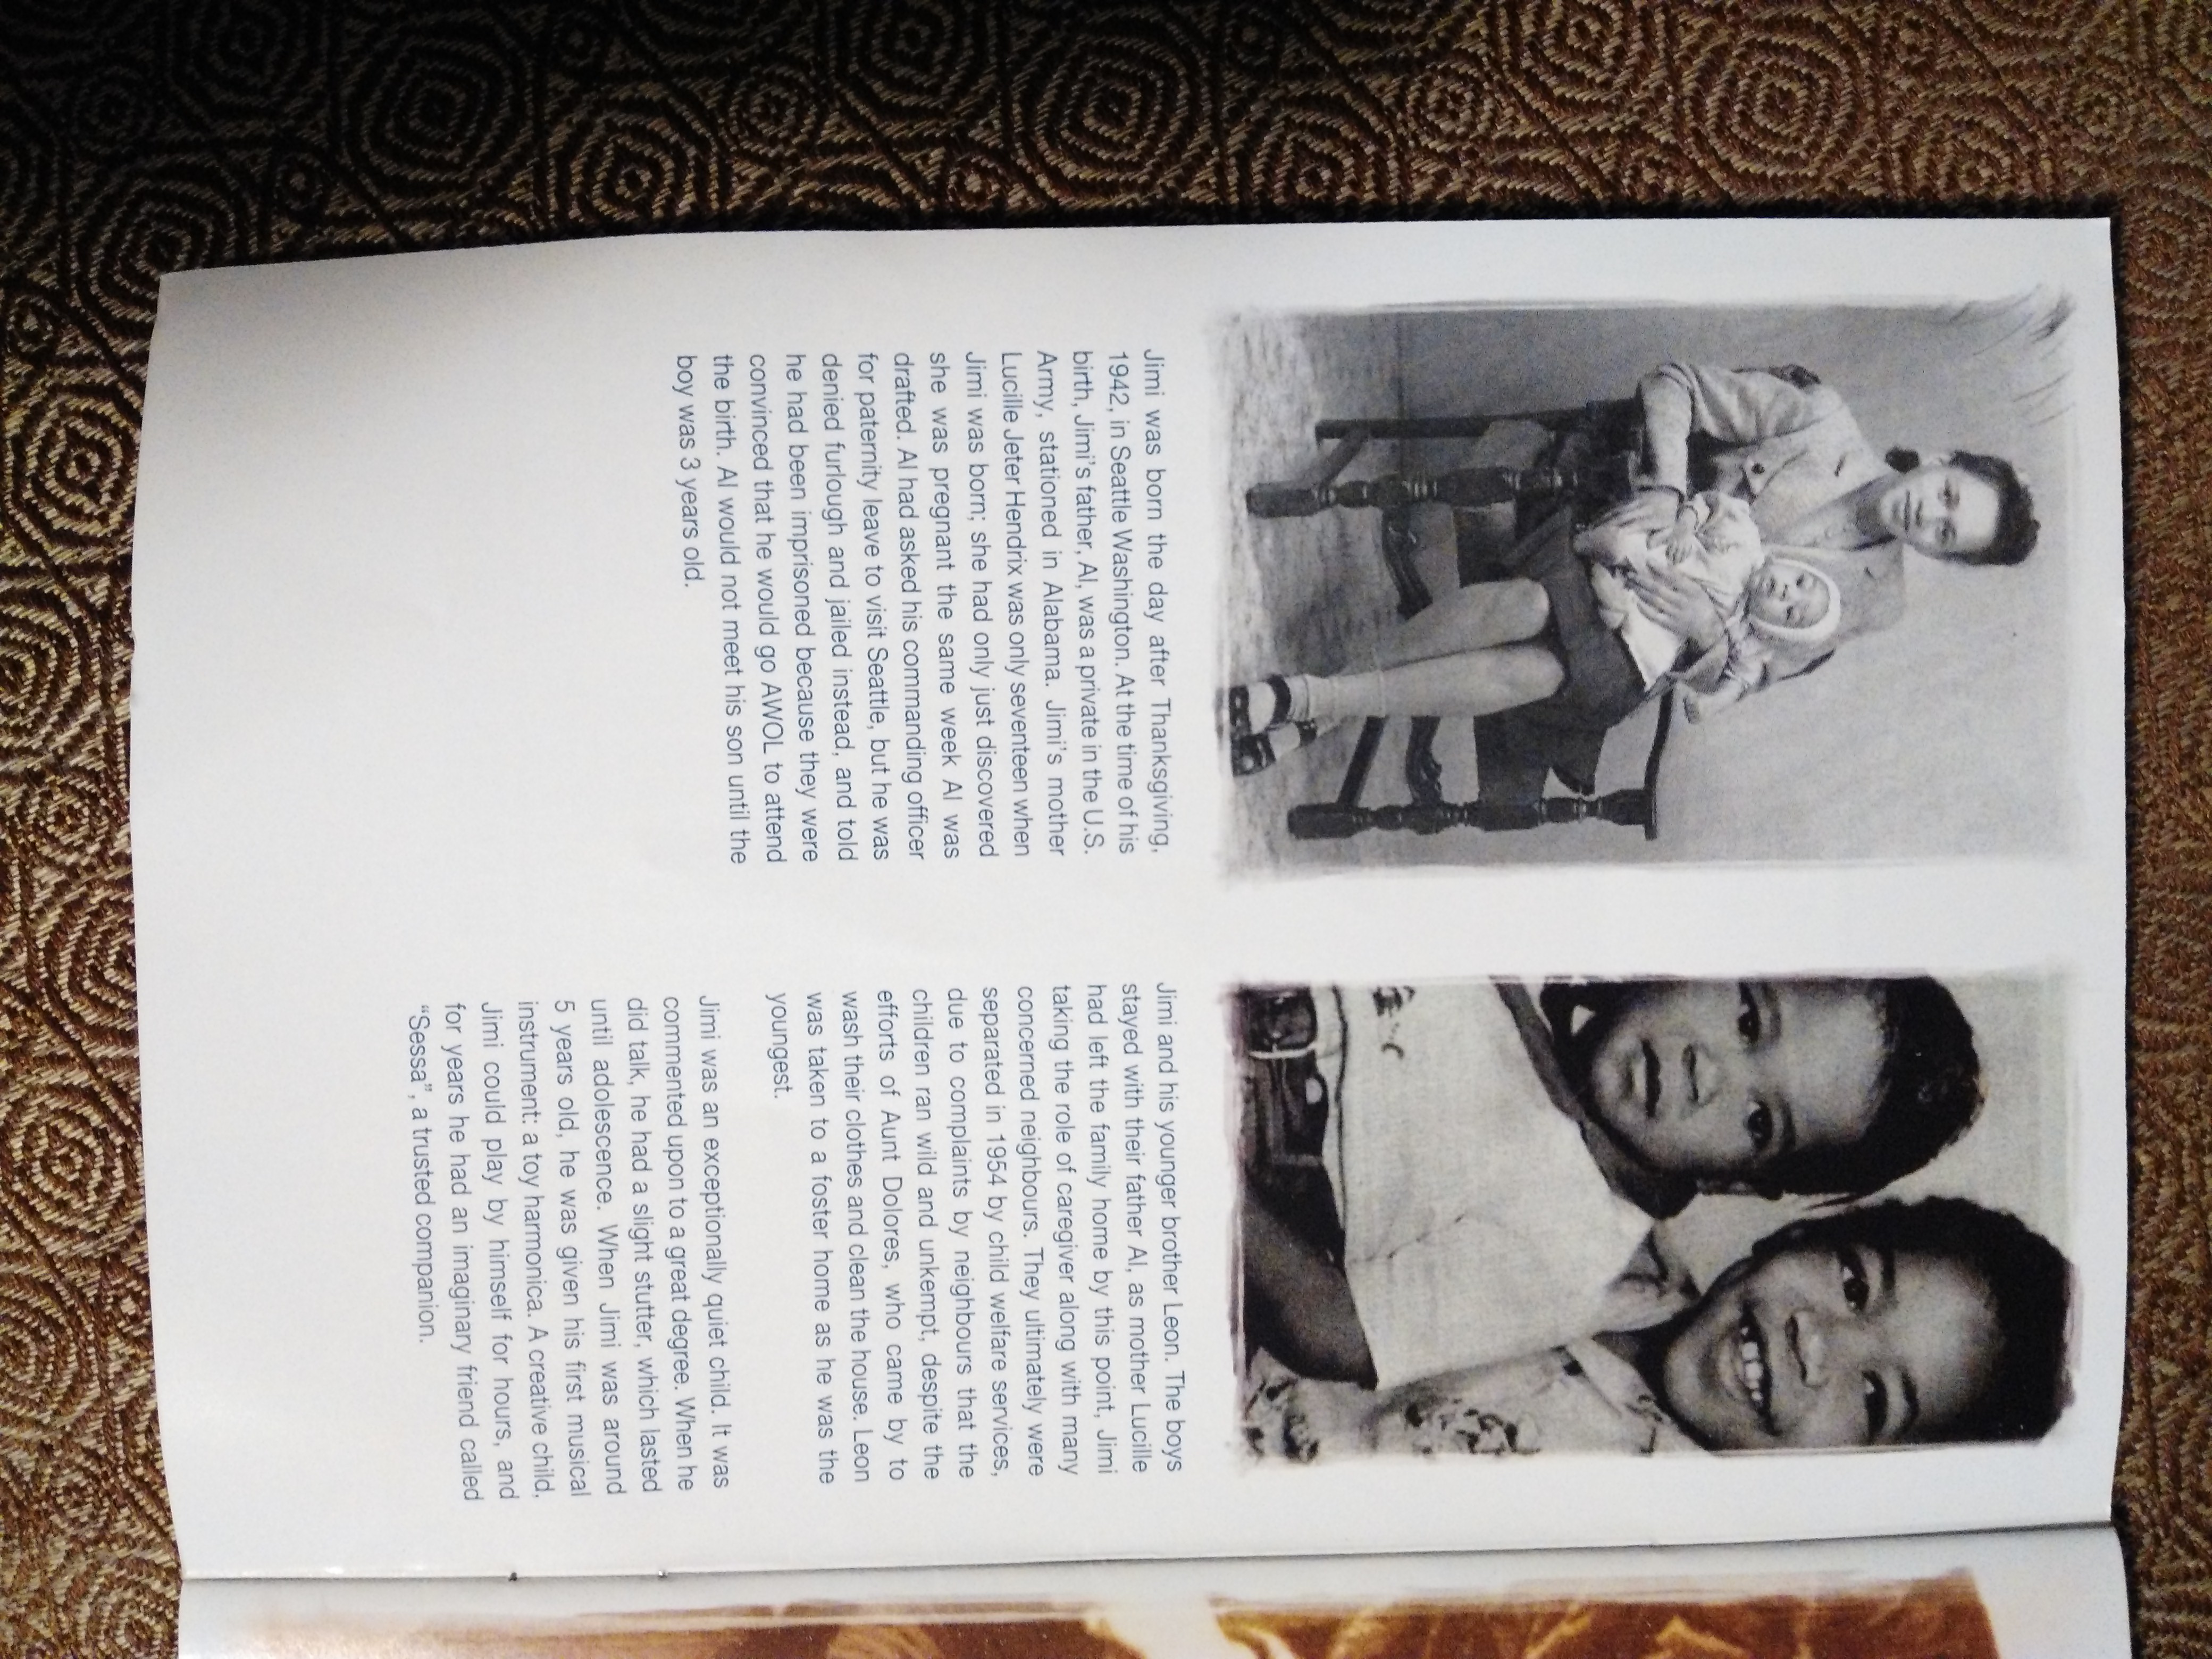 Jimi was born the day after Thanksgiving,
1942, in Seattle Washington. At the time of his
birth, Jimi's father, Al, was a private in the U.S.
Army, stationed in Alabama. Jimi's mother
Lucille Jeter Hendrix was only seventeen when
Jimi was born; she had only just discovered
she was pregnant the same week Al was
drafted. Al had asked his commanding officer
for paternity leave to visit Seattle, but he was
denied furlough and jailed instead, and told
he had been imprisoned because they were
convinced that he would go AWOL to attend
the birth. Al would not meet his son until the
boy was 3 years old.
Jimi and his younger brother Leon. The boys
stayed with their father Al, as mother Lucille
had left the family home by this point, Jimi
taking the role of caregiver along with many
concerned neighbours. They ultimately were
separated in 1954 by child welfare services,
due to complaints by neighbours that the
children ran wild and unkempt, despite the
efforts of Aunt Dolores, who came by to
wash their clothes and clean the house. Leon
was taken to a foster home as he was the
youngest.
Jimi was an exceptionally quiet child. It was
commented upon to a great degree. When he
did talk, he had a slight stutter, which lasted
until adolescence. When Jimi was around
5 years old, he was given his first musical
instrument: a toy harmonica. A creative child,
Jimi could play by himself for hours, and
for years he had an imaginary friend called
“Sessa”, a trusted companion.